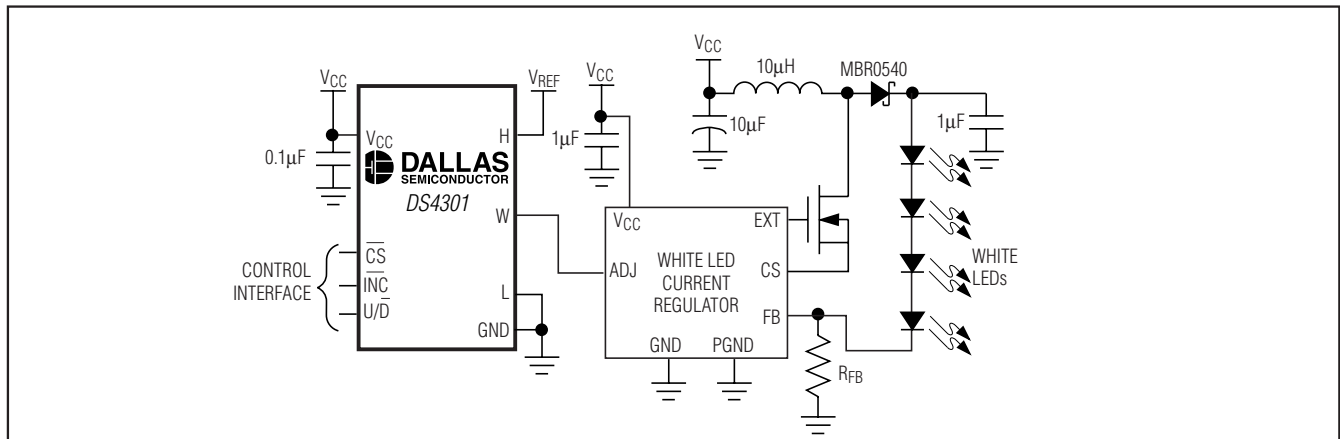 VCC
VCC
0.1µF
H
VREF
DALLAS
SEMICONDUCTOR
DS4301
W
CONTROL
INTERFACE
CS
INC
U/D
L
GND
VCC
1µF
VCC
10µF
10µH
MBR0540
1µF
VCC
EXT
ADJ
WHITE LED
CURRENT
REGULATOR
CS
FB
GND
PGND
RFB
WHITE
LEDs